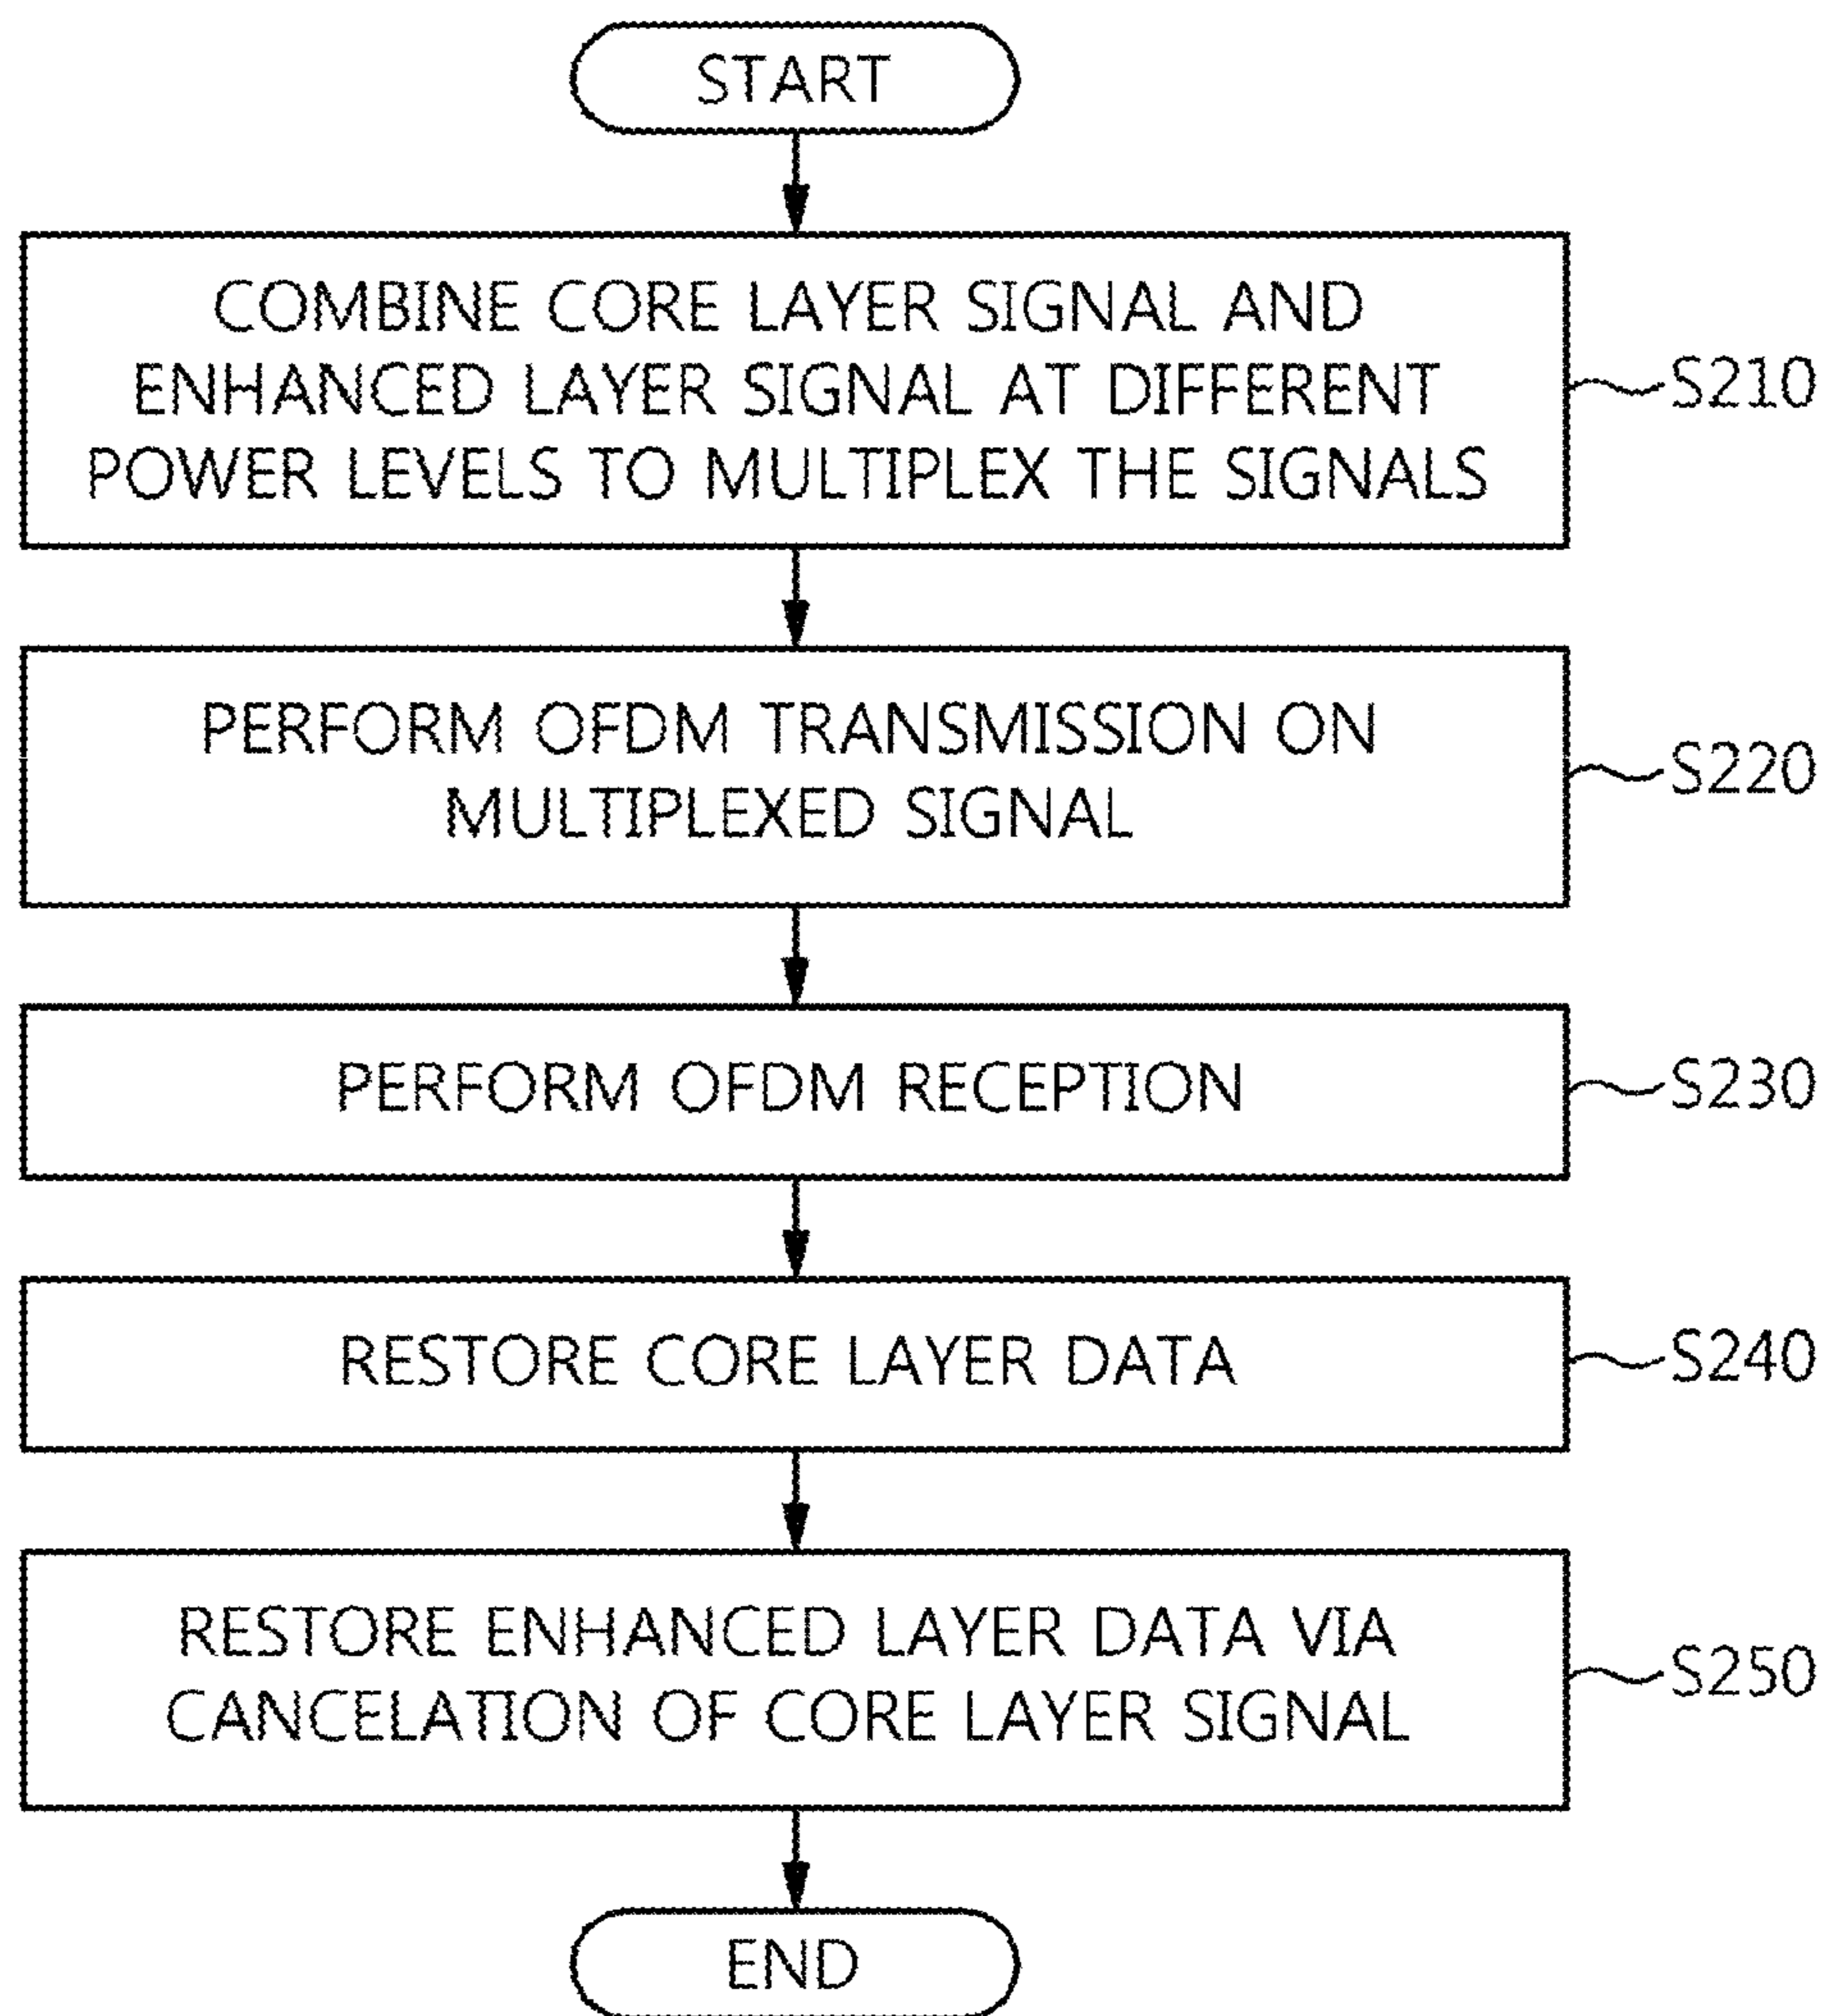 START
COMBINE CORE LAYER SIGNAL AND
ENHANCED LAYER SIGNAL AT DIFFERENT
POWER LEVELS TO MULTIPLEX THE SIGNALS
S210
PERFORM OFDM TRANSMISSION ON
MULTIPLEXED SIGNAL
S220
PERFORM OFDM RECEPTION
S230
RESTORE CORE LAYER DATA
S240
RESTORE ENHANCED LAYER DATA VIA
CANCELATION OF CORE LAYER SIGNAL
S250
END